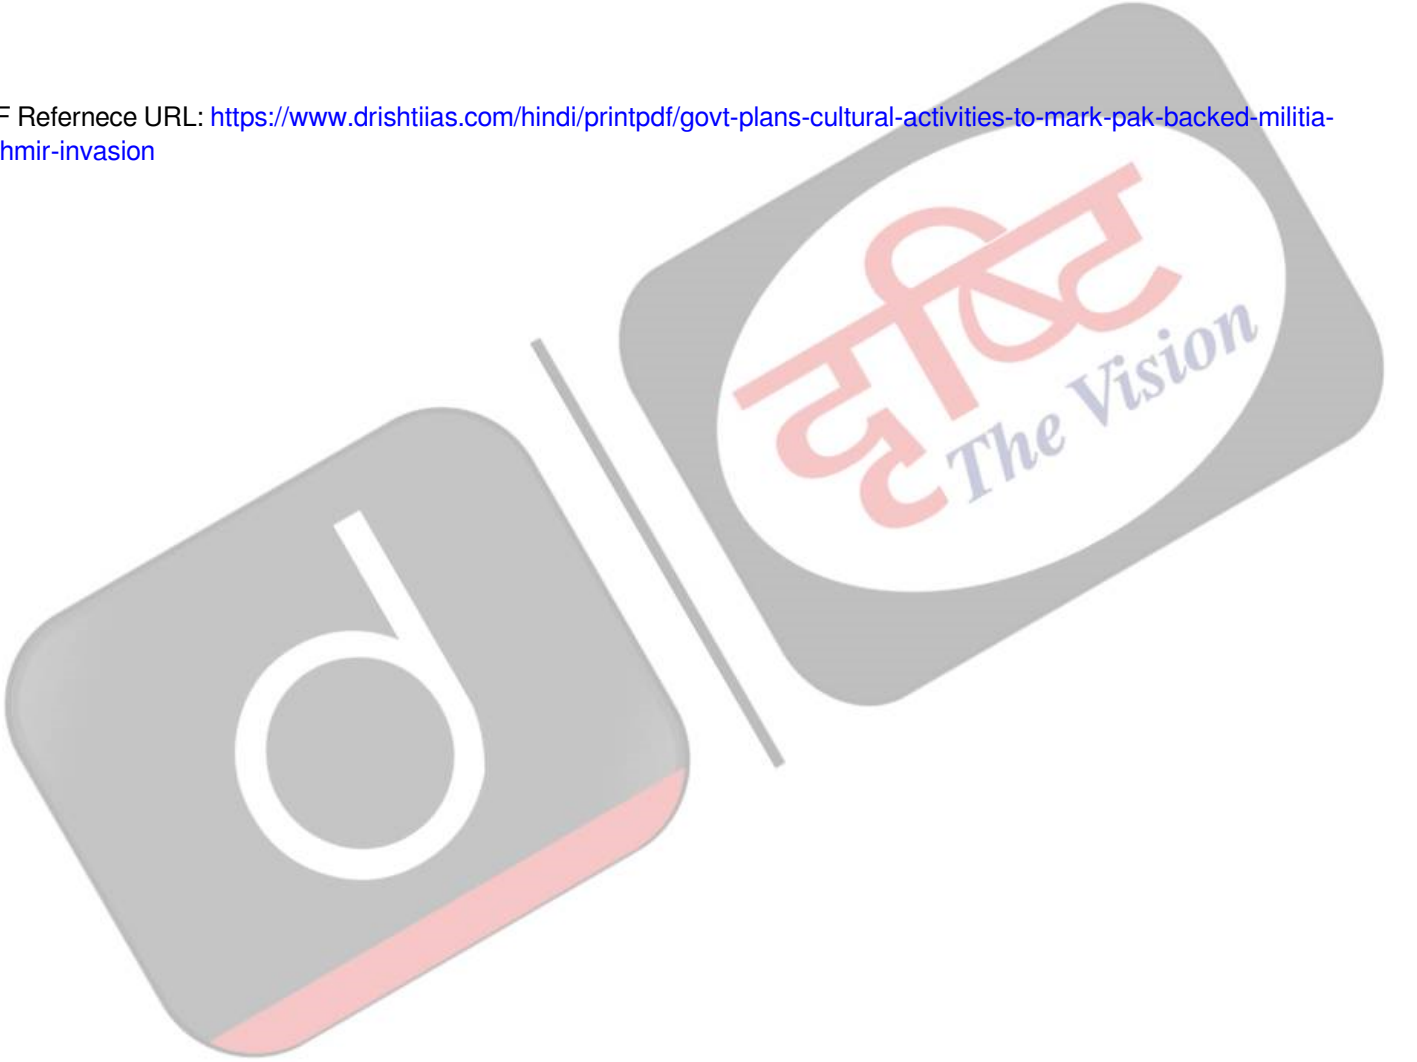 F Refernece URL: https://www.drishtiias.com/hindi/printpdf/govt-plans-cultural-activities-to-mark-pak-backed-militia-
hmir-invasion
दृष्टि
The Vision
d